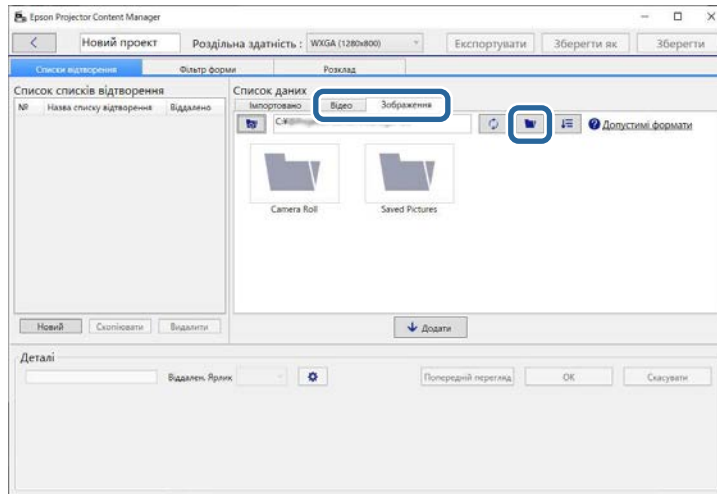 Epson Projector Content Manager
Новий проект Роздільна здатність : WXGA (1280x800) Експортувати Зберегти як Зберегти
Списки відтворення Фільтр форми Розклад
Список списків відтворення Список даних
№ Назва списку відтворення Віддалено Імпортовано Відео Зображення
Допустимі формати
Camera Roll Saved Pictures
Новий Скопіювати Видалити Додати
Деталі
Віддален. Ярлик Попередній перегляд OK Скасувати